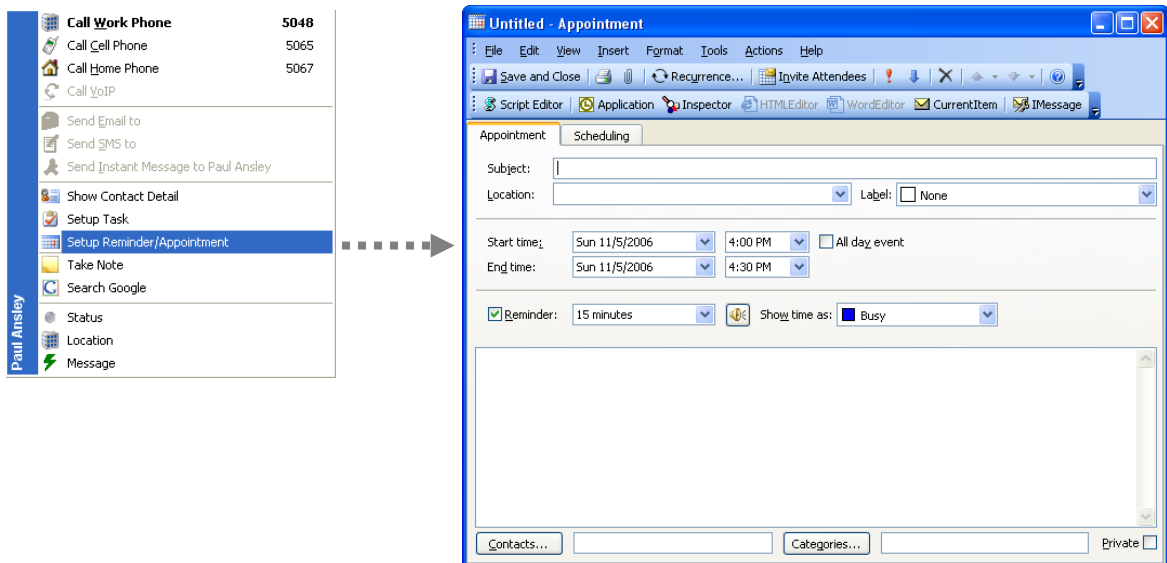 Call Work Phone 5048
Call Cell Phone 5065
Call Home Phone 5067
Call VoIP
Send Email to
Send SMS to
Send Instant Message to Paul Ansley
Show Contact Detail
Setup Task
Setup Reminder/Appointment
Take Note
Search Google
Status
Location
Message
Paul Ansley
Untitled - Appointment
File Edit View Insert Format Tools Actions Help
Save and Close Recurrence... Invite Attendees
Script Editor Application Inspector HTMLEditor WordEditor CurrentItem IMessage
Appointment Scheduling
Subject:
Location: Label: None
Start time: Sun 11/5/2006 4:00 PM All day event
End time: Sun 11/5/2006 4:30 PM
Reminder: 15 minutes Show time as: Busy
Contacts... Categories... Private